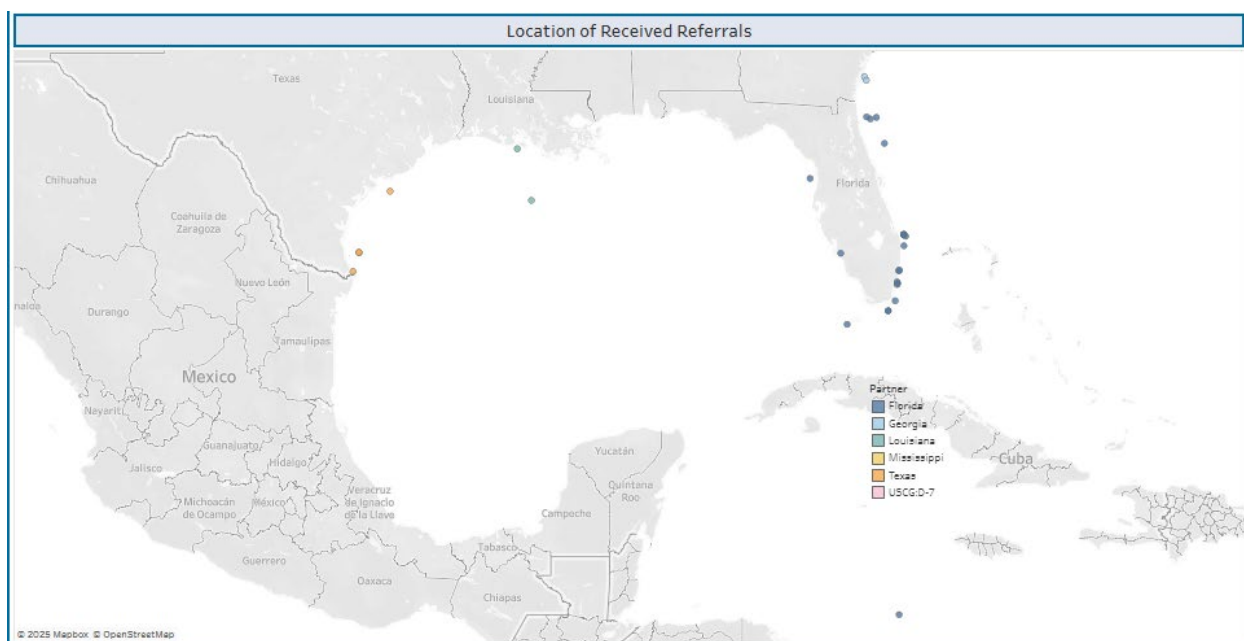 Location of Received Referrals
Texas
Louisiana
Chihuahua
Coahuila de
Zaragoza
Florida
Nuevo León
Durango
Tamaulipas
Mexico
Nayarit
Guanajuato
Hidalgo
Jalisco
Michoacán
de Ocampo
México
Veracruz
de Ignacio
de la Llave
Yucatán
Quintana
Roo
Campeche
Tabasco
Guerrero
Oaxaca
Chiapas
Cuba
Partner
Florida
Georgia
Louisiana
Mississippi
Texas
USCG:D-7
© 2025 Mapbox © OpenStreetMap